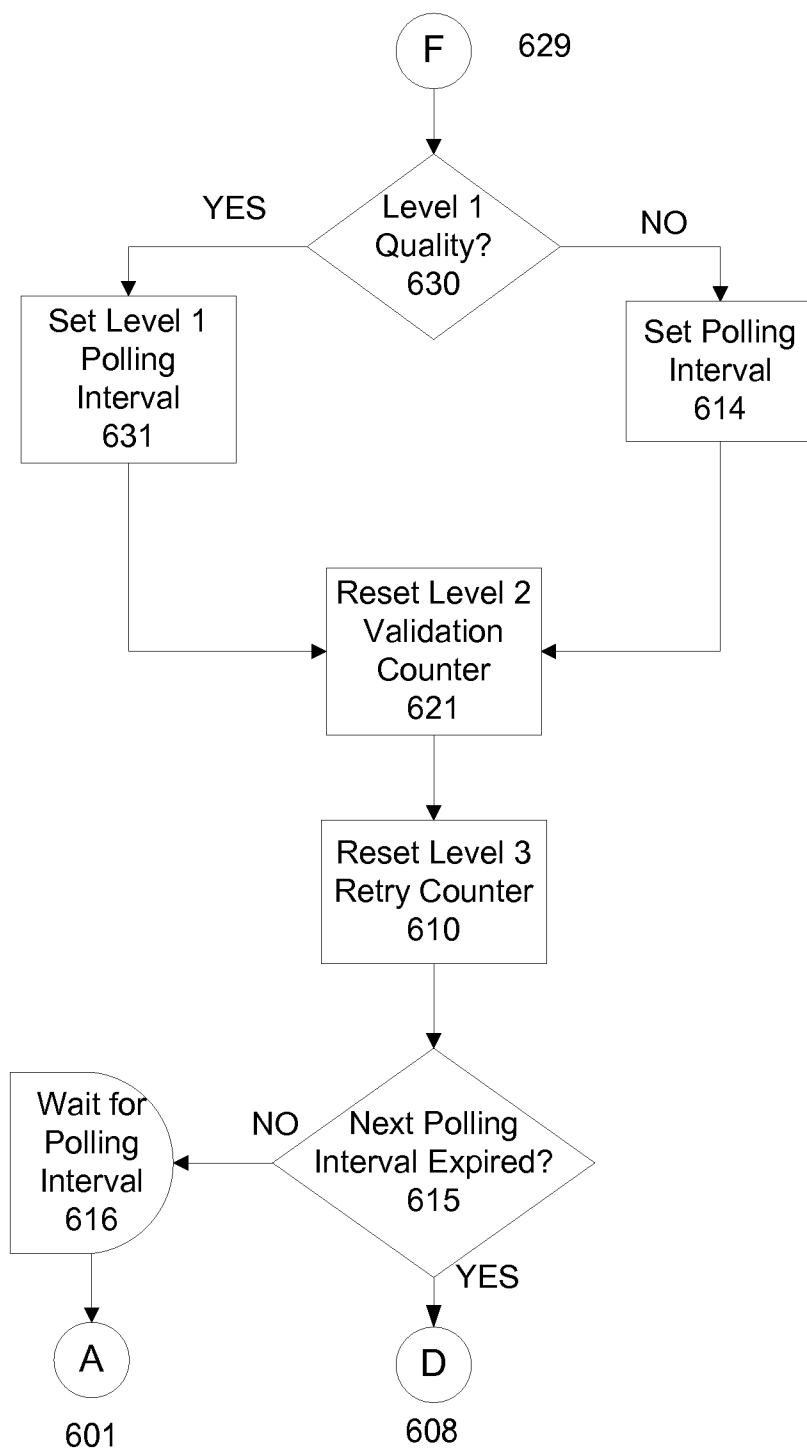 F
629
YES
Level 1
Quality?
630
NO
Set Level 1
Polling
Interval
631
Set Polling
Interval
614
Reset Level 2
Validation
Counter
621
Reset Level 3
Retry Counter
610
Wait for
Polling
Interval
616
NO
Next Polling
Interval Expired?
615
YES
A
D
601
608